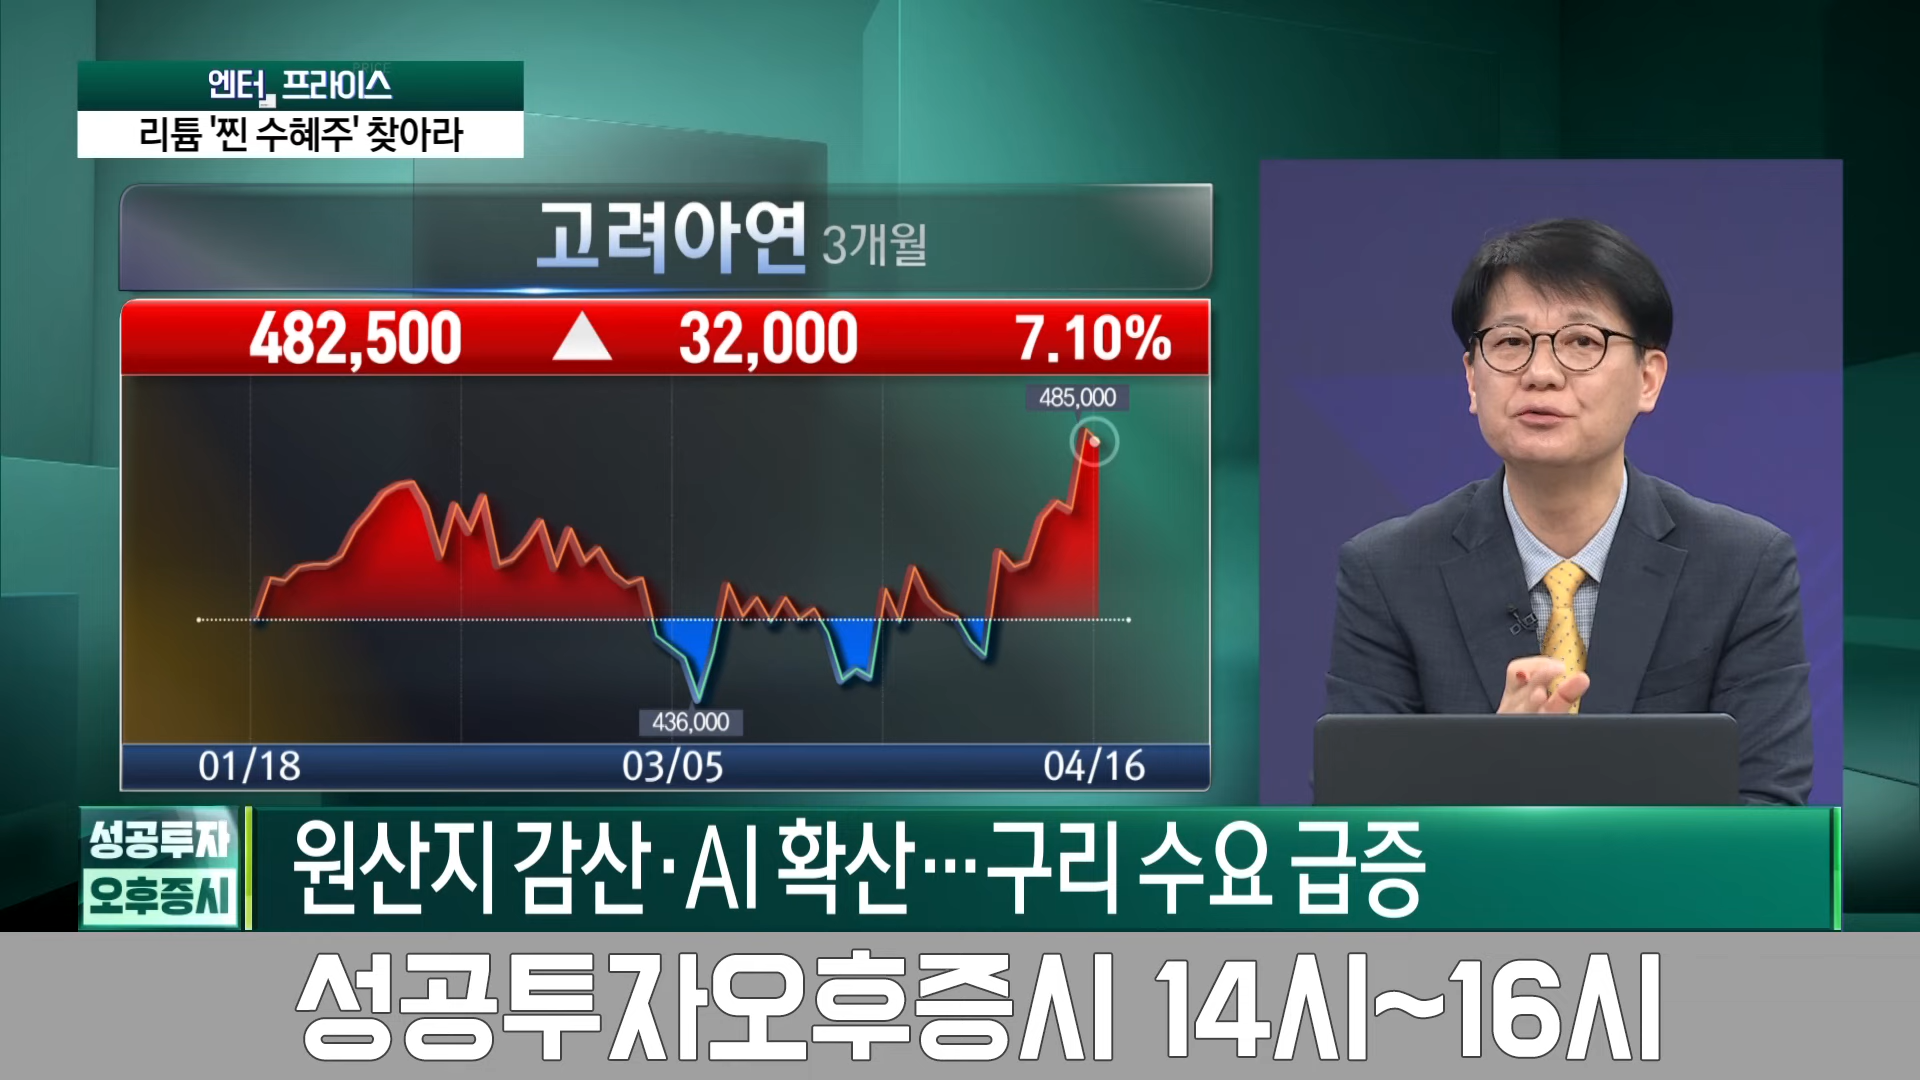 PRICE
엔터프라이스
리튬 '찐 수혜주' 찾아라
고려아연 3개월
482,500 ▲ 32,000 7.10%
485,000
436,000
01/18 03/05 04/16
성공투자
오후증시
원산지 감산·AI 확산…구리 수요 급증
성공투자오후증시 14시~16시